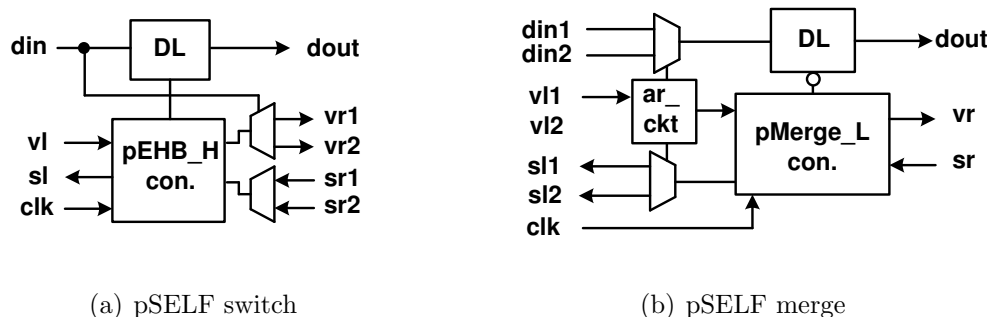 din
DL
dout
vl
sl
clk
pEHB_H
con.
vr1
vr2
sr1
sr2
(a) pSELF switch
din1
din2
DL
dout
vl1
vl2
ar_
ckt
sl1
sl2
clk
pMerge_L
con.
vr
sr
(b) pSELF merge